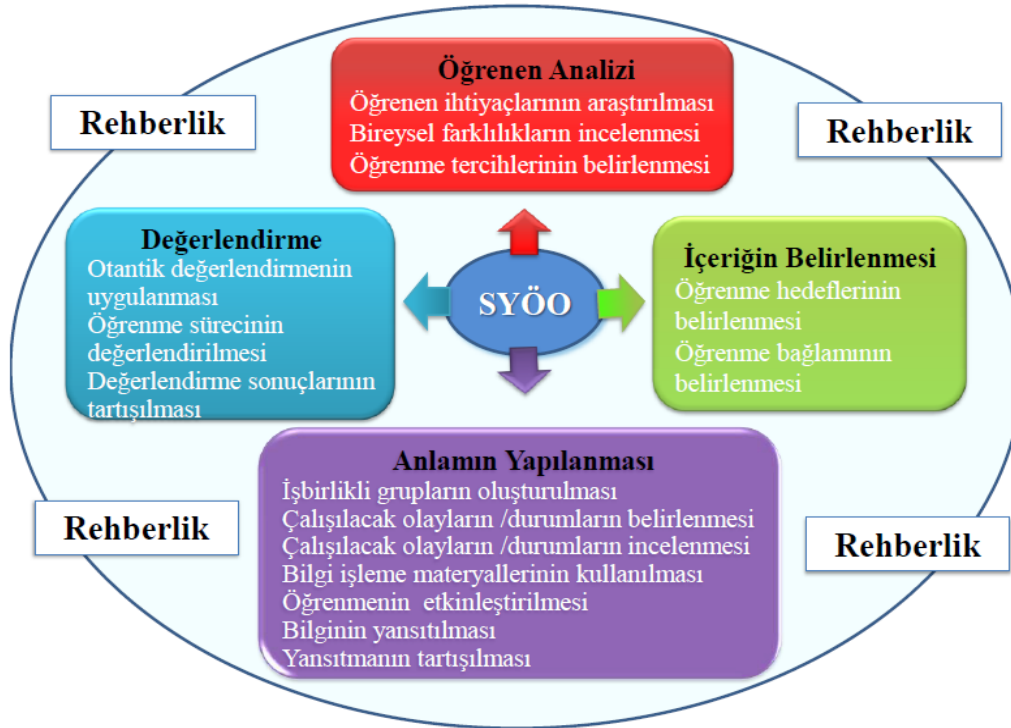 Öğrenen Analizi
Öğrenen ihtiyaçlarının araştırılması
Bireysel farklılıkların incelenmesi
Öğrenme tercihlerinin belirlenmesi
Rehberlik
Rehberlik
Değerlendirme
Otantik değerlendirmenin
uygulanması
Öğrenme sürecinin
değerlendirilmesi
Değerlendirme sonuçlarının
tartışılması
SYÖO
İçeriğin Belirlenmesi
Öğrenme hedeflerinin
belirlenmesi
Öğrenme bağlamının
belirlenmesi
Anlamın Yapılanması
İşbirlikli grupların oluşturulması
Çalışılacak olayların /durumların belirlenmesi
Çalışılacak olayların /durumların incelenmesi
Bilgi işleme materyallerinin kullanılması
Öğrenmenin etkinleştirilmesi
Bilginin yansıtılması
Yansıtmanın tartışılması
Rehberlik
Rehberlik